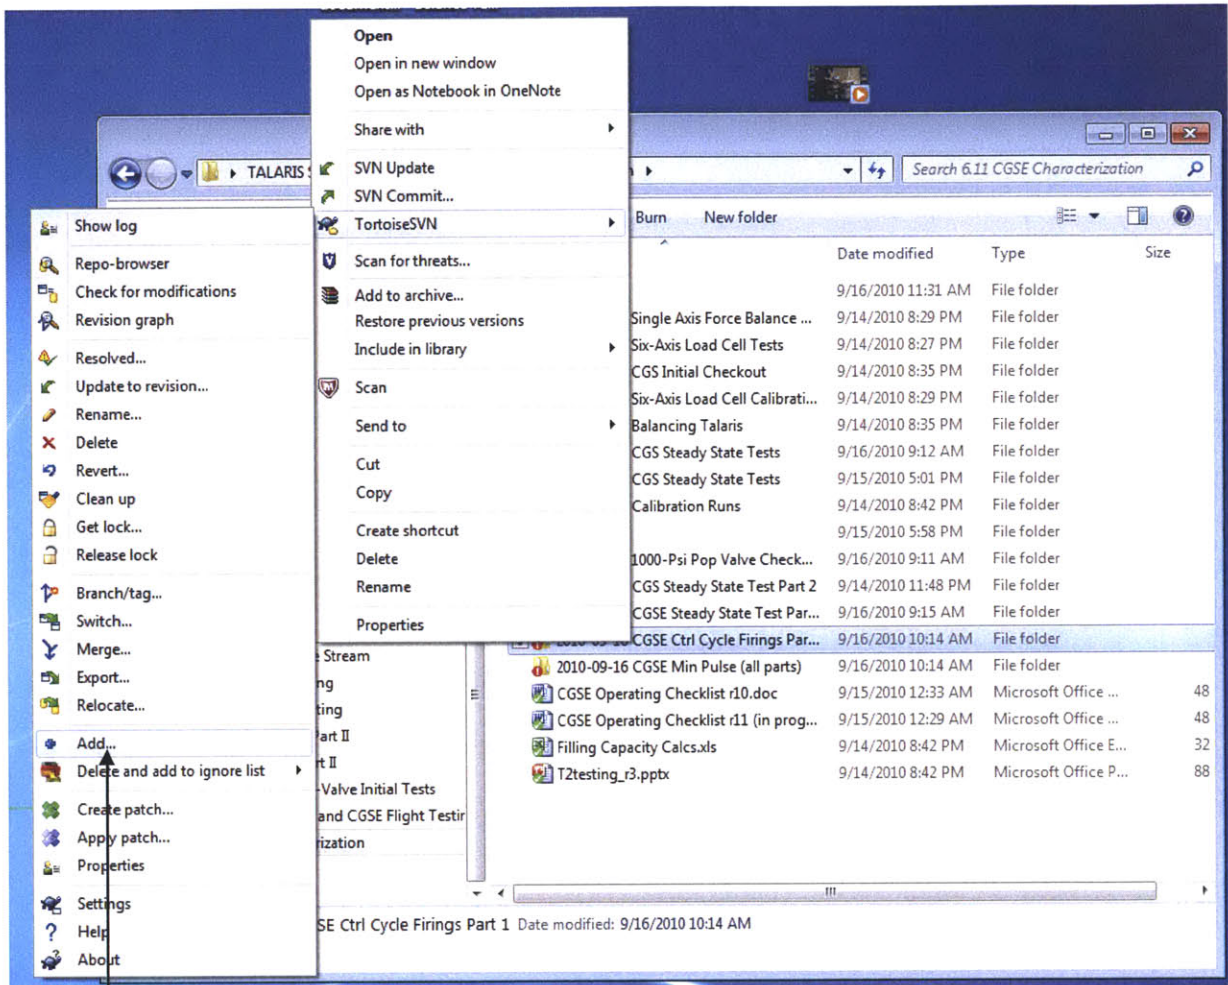 Open
Open in new window
Open as Notebook in OneNote
Share with
SVN Update
SVN Commit...
TortoiseSVN
Scan for threats...
Add to archive...
Restore previous versions
Include in library
Scan
Send to
Cut
Copy
Create shortcut
Delete
Rename
Properties
TALARIS
Search 6.11 CGSE Characterization
Burn New folder
Show log
Repo-browser
Check for modifications
Revision graph
Resolved...
Update to revision...
Rename...
Delete
Revert...
Clean up
Get lock...
Release lock
Branch/tag...
Switch...
Merge...
Export...
Relocate...
Add...
Delete and add to ignore list
Create patch...
Apply patch...
Properties
Settings
Help
About
Date modified Type Size
9/16/2010 11:31 AM File folder
Single Axis Force Balance ... 9/14/2010 8:29 PM File folder
Six-Axis Load Cell Tests 9/14/2010 8:27 PM File folder
CGS Initial Checkout 9/14/2010 8:35 PM File folder
Six-Axis Load Cell Calibrati... 9/14/2010 8:29 PM File folder
Balancing Talaris 9/14/2010 8:35 PM File folder
CGS Steady State Tests 9/16/2010 9:12 AM File folder
CGS Steady State Tests 9/15/2010 5:01 PM File folder
Calibration Runs 9/14/2010 8:42 PM File folder
9/15/2010 5:58 PM File folder
1000-Psi Pop Valve Check... 9/16/2010 9:11 AM File folder
CGS Steady State Test Part 2 9/14/2010 11:48 PM File folder
CGSE Steady State Test Par... 9/16/2010 9:15 AM File folder
CGSE Ctrl Cycle Firings Par... 9/16/2010 10:14 AM File folder
2010-09-16 CGSE Min Pulse (all parts) 9/16/2010 10:14 AM File folder
CGSE Operating Checklist r10.doc 9/15/2010 12:33 AM Microsoft Office ... 48
CGSE Operating Checklist r11 (in prog... 9/15/2010 12:29 AM Microsoft Office ... 48
Filling Capacity Calcs.xls 9/14/2010 8:42 PM Microsoft Office E... 32
T2testing_r3.pptx 9/14/2010 8:42 PM Microsoft Office P... 88
Stream
ng
ting
Part II
rt II
-Valve Initial Tests
and CGSE Flight Testin
rization
SE Ctrl Cycle Firings Part 1 Date modified: 9/16/2010 10:14 AM